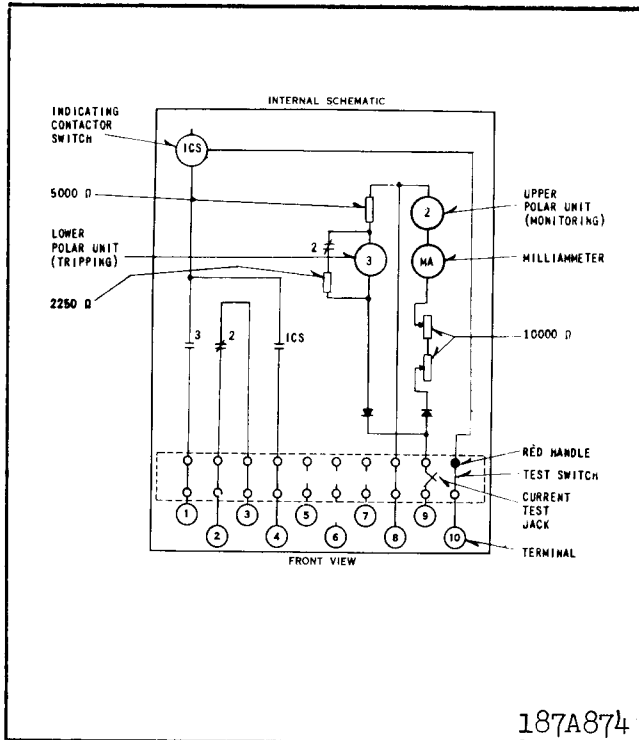 INTERNAL SCHEMATIC
INDICATING
CONTACTOR
SWITCH
ICS
5000 Ω
UPPER
POLAR UNIT
(MONITORING)
2
LOWER
POLAR UNIT
(TRIPPING)
2
3
MA
MILLIAMMETER
2250 Ω
3
2
ICS
10000 Ω
RED HANDLE
TEST SWITCH
CURRENT
TEST
JACK
1
3
5
7
9
2
4
6
8
10
TERMINAL
FRONT VIEW
187A874